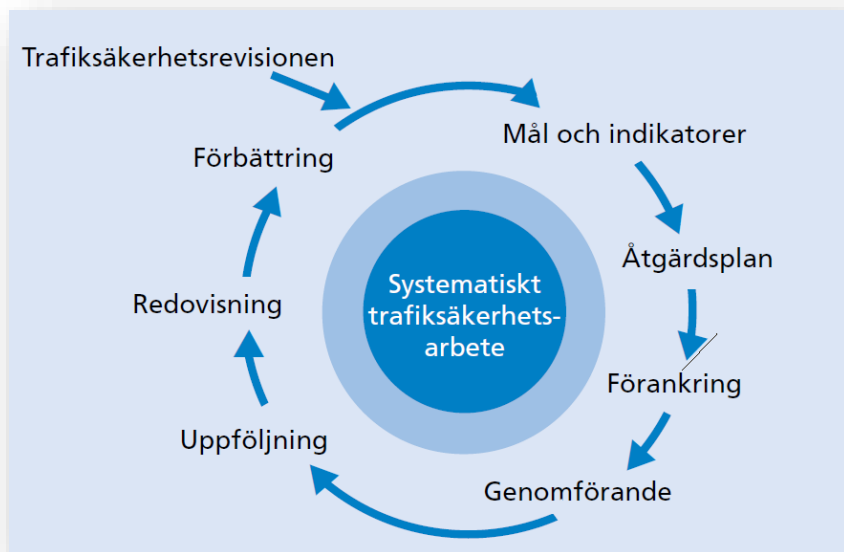 Trafiksäkerhetsrevisionen
Mål och indikatorer
Förbättring
Åtgärdsplan
Systematiskt
trafiksäkerhets-
arbete
Redovisning
Förankring
Uppföljning
Genomförande